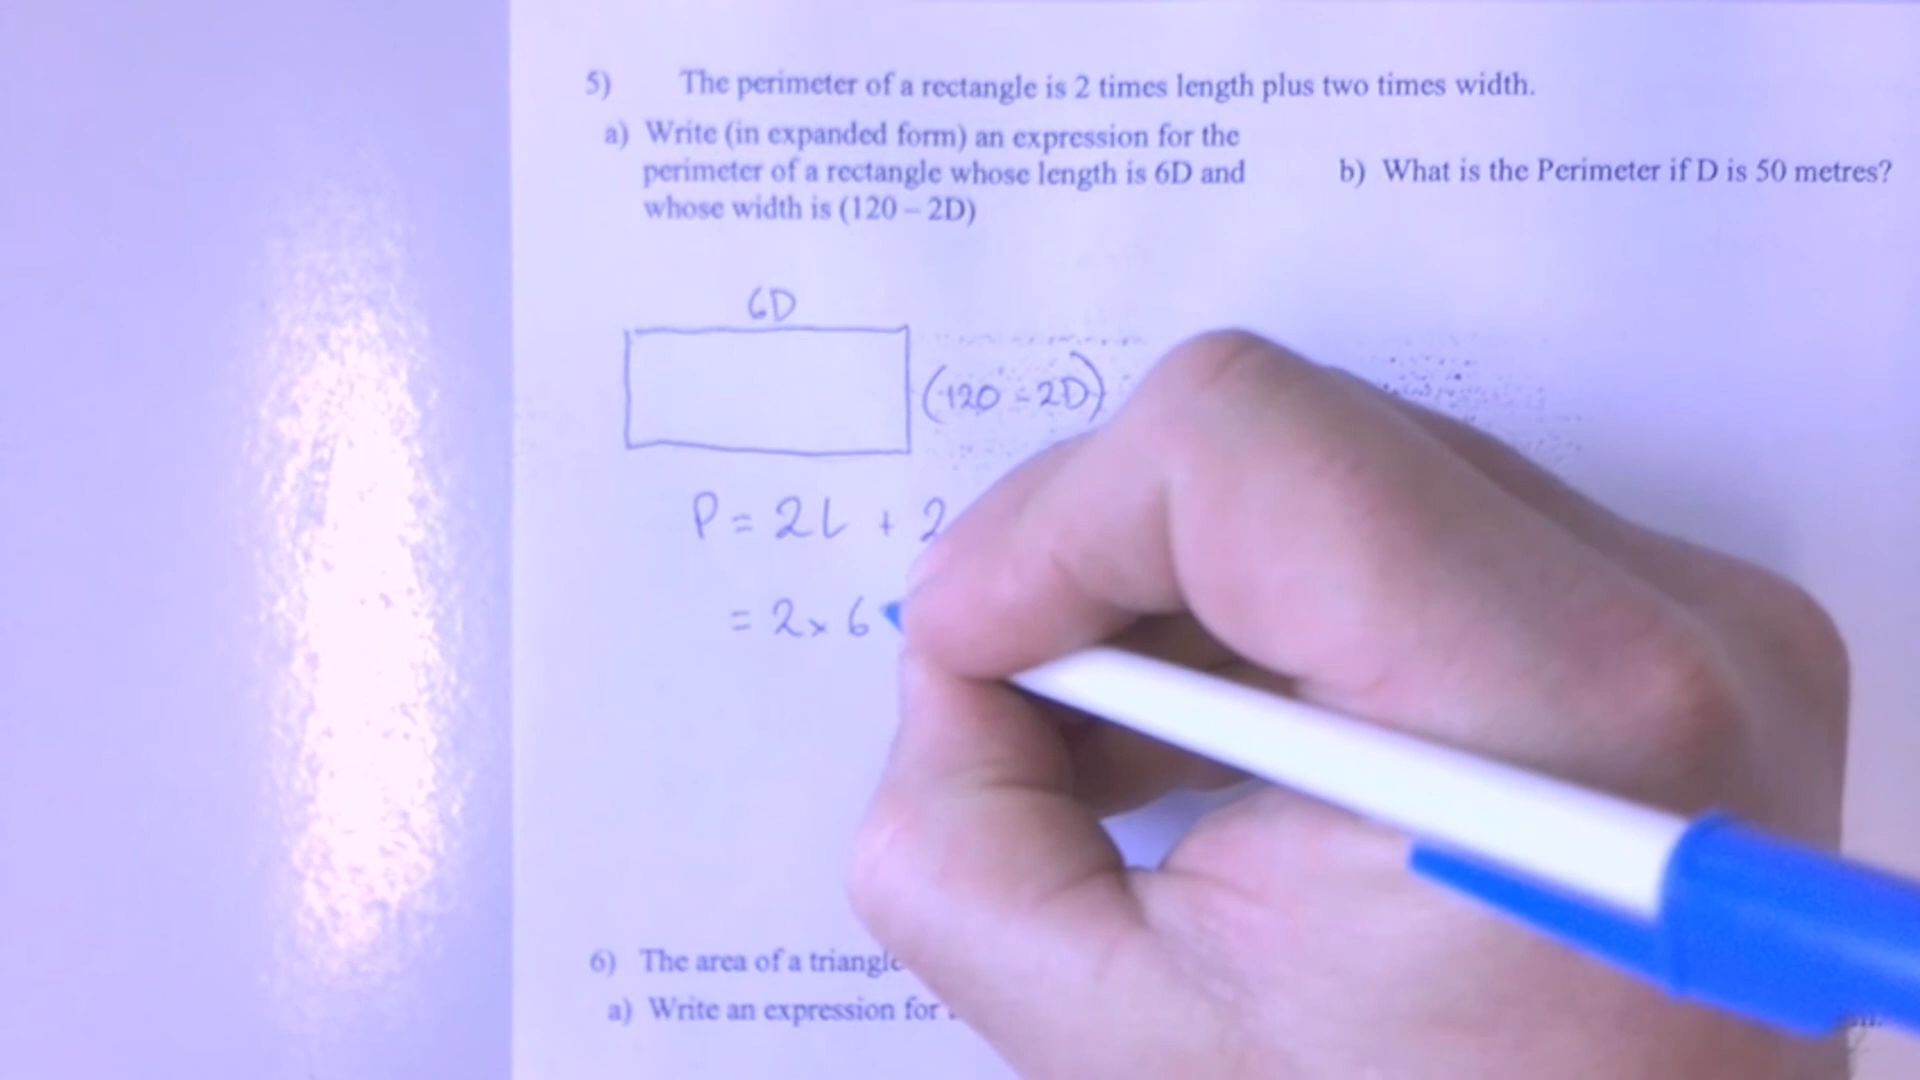 5) The perimeter of a rectangle is 2 times length plus two times width.
a) Write (in expanded form) an expression for the
perimeter of a rectangle whose length is 6D and
whose width is (120 – 2D)
b) What is the Perimeter if D is 50 metres?
6D
(120 - 2D)
P = 2L + 2
= 2 x 6
6) The area of a triangle
a) Write an expression for